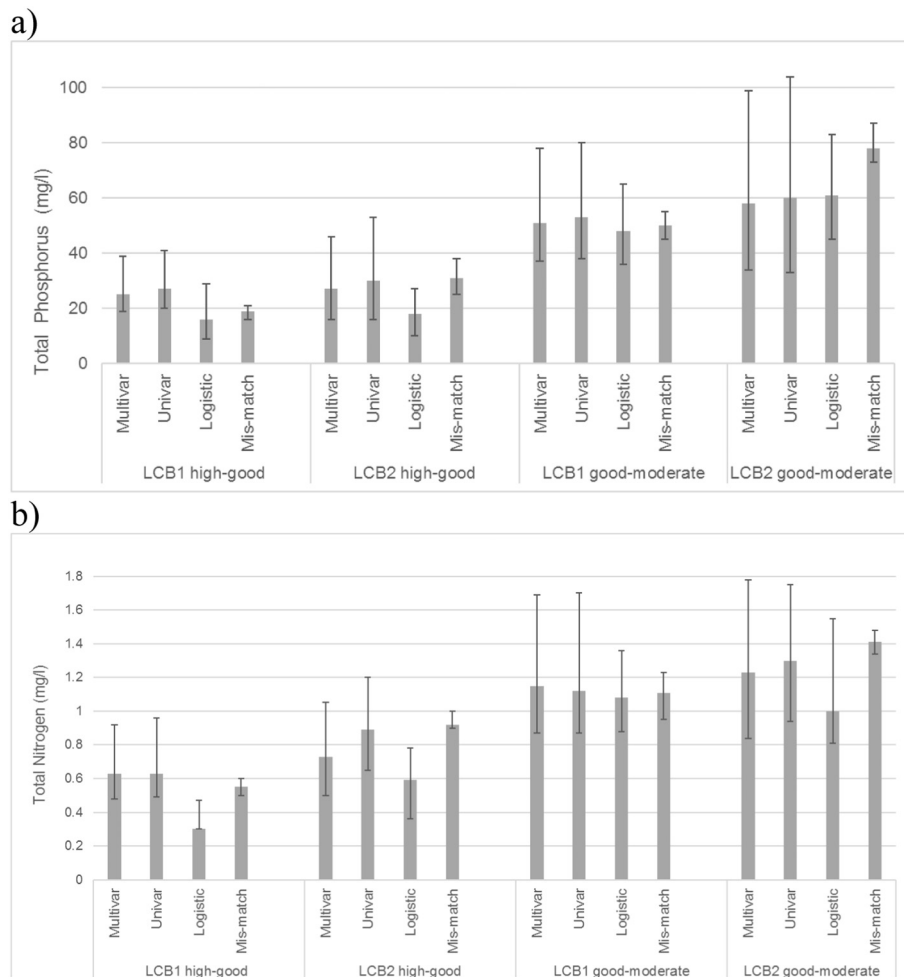 a)
Total Phosphorus (mg/l)
100
80
60
40
20
0
Multivar
Univar
Logistic
Mis-match
Multivar
Univar
Logistic
Mis-match
Multivar
Univar
Logistic
Mis-match
Multivar
Univar
Logistic
Mis-match
LCB1 high-good
LCB2 high-good
LCB1 good-moderate
LCB2 good-moderate
b)
Total Nitrogen (mg/l)
1.8
1.6
1.4
1.2
1
0.8
0.6
0.4
0.2
0
Multivar
Univar
Logistic
Mis-match
Multivar
Univar
Logistic
Mis-match
Multivar
Univar
Logistic
Mis-match
Multivar
Univar
Logistic
Mis-match
LCB1 high-good
LCB2 high-good
LCB1 good-moderate
LCB2 good-moderate